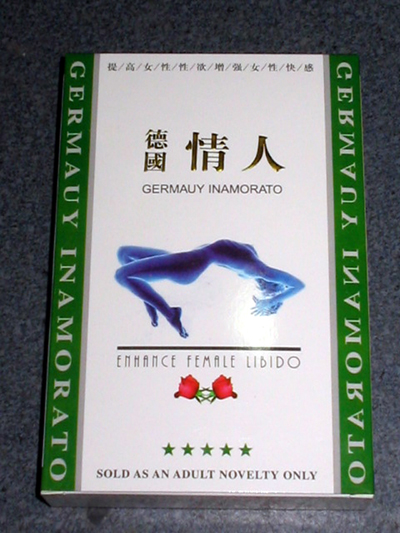 提/高/女/性/性/欲/增/强/女/性/快/感
德國 情人
GERMAUY INAMORATO
ENHANCE FEMALE LIBIDO
SOLD AS AN ADULT NOVELTY ONLY
GERMAUY INAMORATO
GERMAUY INAMORATO